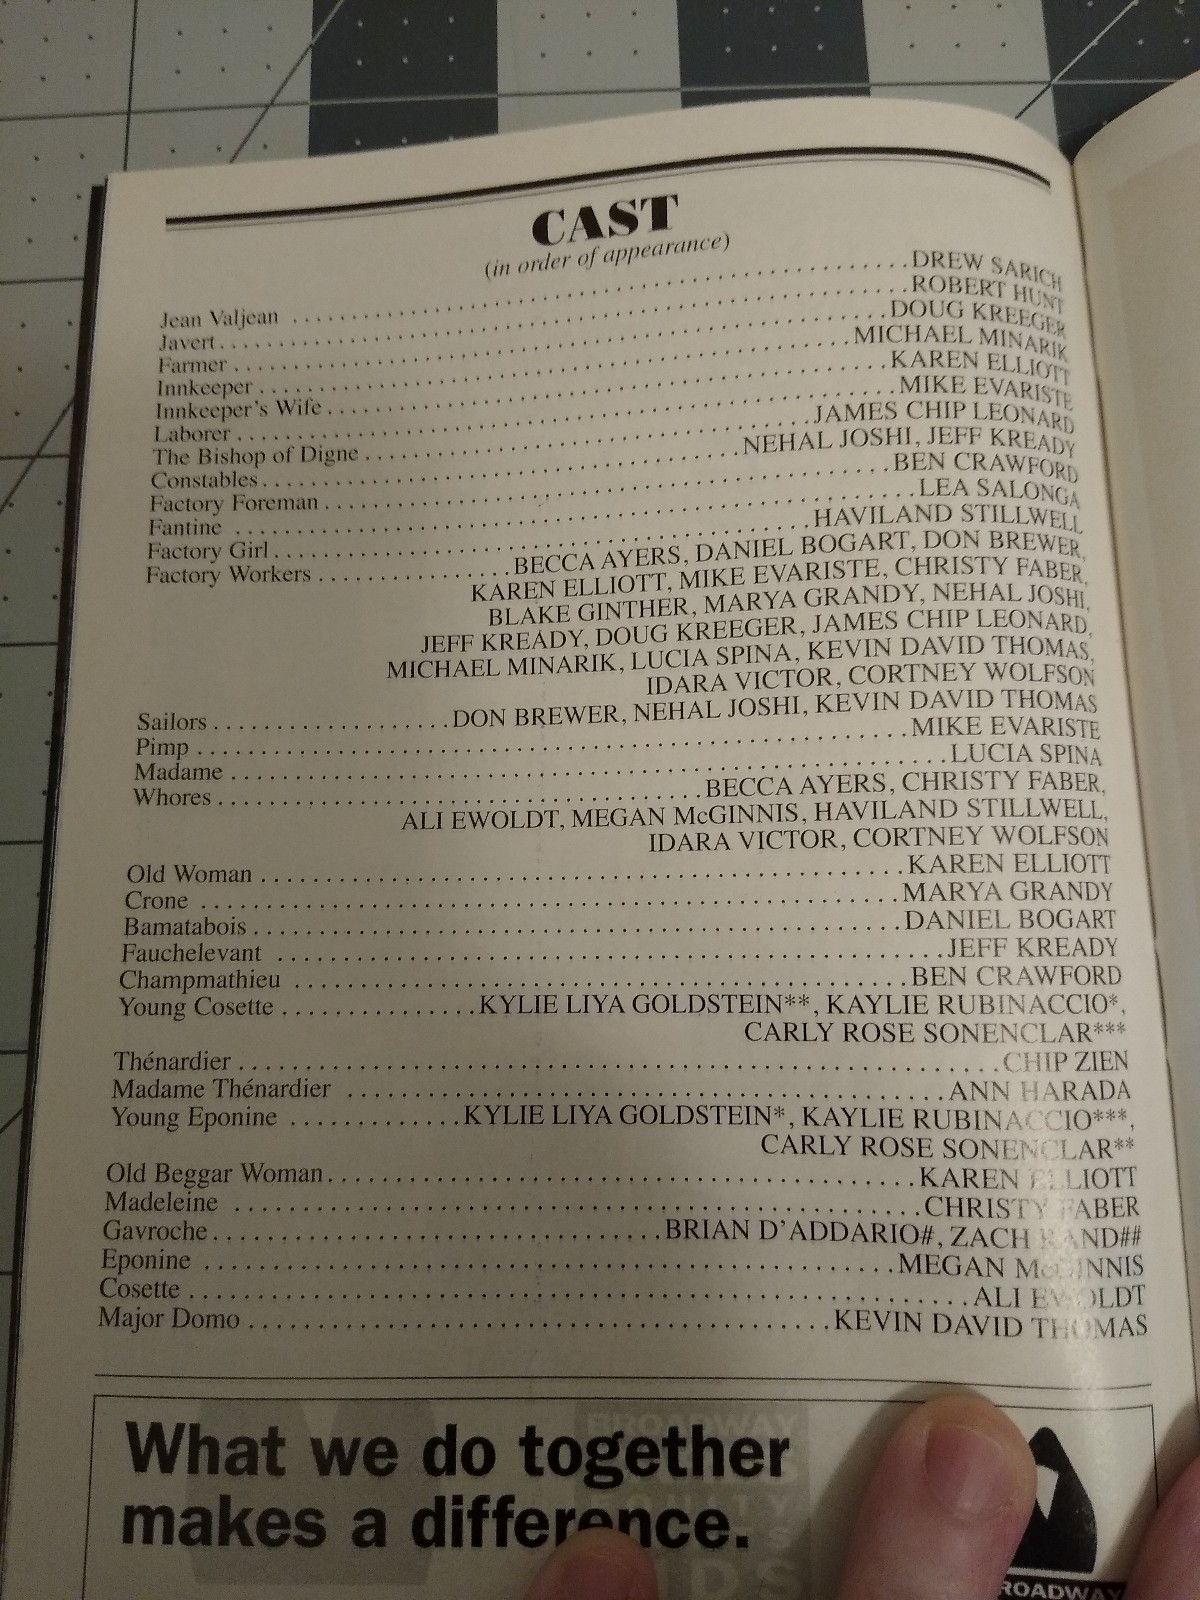 CAST
(in order of appearance)
Jean Valjean ..........DREW SARICH
Javert..........ROBERT HUNT
Farmer..........DOUG KREEGER
Innkeeper..........MICHAEL MINARIK
Innkeeper's Wife..........KAREN ELLIOTT
Laborer..........MIKE EVARISTE
The Bishop of Digne..........JAMES CHIP LEONARD
Constables..........NEHAL JOSHI, JEFF KREADY
Factory Foreman..........BEN CRAWFORD
Fantine ..........LEA SALONGA
Factory Girl..........HAVILAND STILLWELL
Factory Workers..........BECCA AYERS, DANIEL BOGART, DON BREWER,
KAREN ELLIOTT, MIKE EVARISTE, CHRISTY FABER,
BLAKE GINTHER, MARYA GRANDY, NEHAL JOSHI,
JEFF KREADY, DOUG KREEGER, JAMES CHIP LEONARD,
MICHAEL MINARIK, LUCIA SPINA, KEVIN DAVID THOMAS,
IDARA VICTOR, CORTNEY WOLFSON
Sailors..........DON BREWER, NEHAL JOSHI, KEVIN DAVID THOMAS
Pimp..........MIKE EVARISTE
Madame..........LUCIA SPINA
Whores..........BECCA AYERS, CHRISTY FABER,
ALI EWOLDT, MEGAN McGINNIS, HAVILAND STILLWELL,
IDARA VICTOR, CORTNEY WOLFSON
Old Woman..........KAREN ELLIOTT
Crone ..........MARYA GRANDY
Bamatabois..........DANIEL BOGART
Fauchelevant ..........JEFF KREADY
Champmathieu ..........BEN CRAWFORD
Young Cosette..........KYLIE LIYA GOLDSTEIN**, KAYLIE RUBINACCIO*,
CARLY ROSE SONENCLAR***
Thénardier..........CHIP ZIEN
Madame Thénardier ..........ANN HARADA
Young Eponine ..........KYLIE LIYA GOLDSTEIN*, KAYLIE RUBINACCIO***,
CARLY ROSE SONENCLAR**
Old Beggar Woman..........KAREN ELLIOTT
Madeleine ..........CHRISTY FABER
Gavroche..........BRIAN D'ADDARIO#, ZACH RAND##
Eponine ..........MEGAN McGINNIS
Cosette..........ALI EWOLDT
Major Domo..........KEVIN DAVID THOMAS
What we do together
makes a difference.
BROADWAY
EQUITY